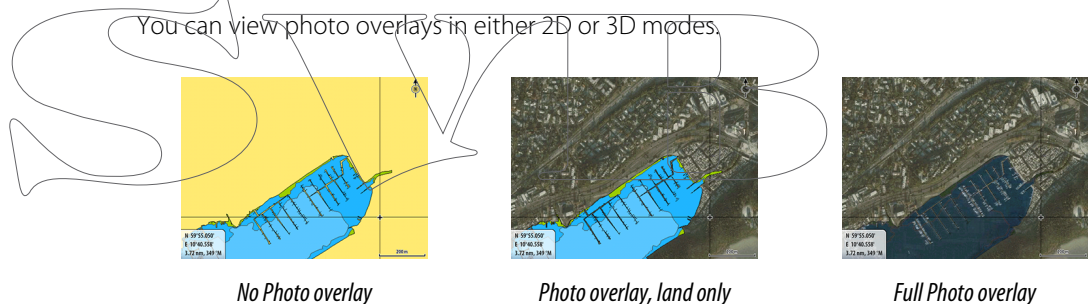 You can view photo overlays in either 2D or 3D modes.
N 59°55.050'
E 10°40.558'
3.72 nm, 349 °M
200 m
N 59°55.050'
E 10°40.558'
3.72 nm, 349 °M
N 59°55.050'
E 10°40.558'
3.72 nm, 349 °M
No Photo overlay
Photo overlay, land only
Full Photo overlay